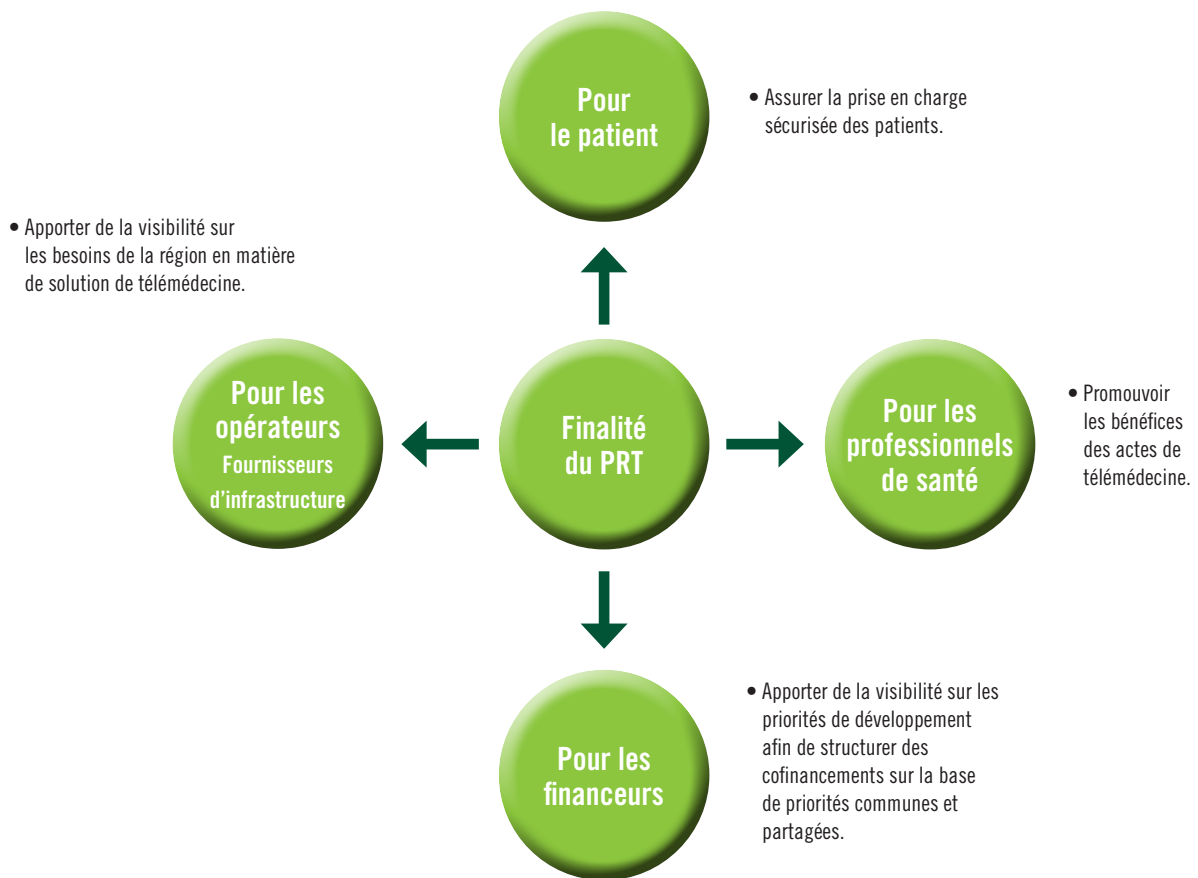 Pour
le patient
• Assurer la prise en charge
sécurisée des patients.
• Apporter de la visibilité sur
les besoins de la région en matière
de solution de télémédecine.
Pour les
opérateurs
Fournisseurs
d'infrastructure
Finalité
du PRT
Pour les
professionnels
de santé
• Promouvoir
les bénéfices
des actes de
télémédecine.
Pour les
financeurs
• Apporter de la visibilité sur les
priorités de développement
afin de structurer des
cofinancements sur la base
de priorités communes et
partagées.